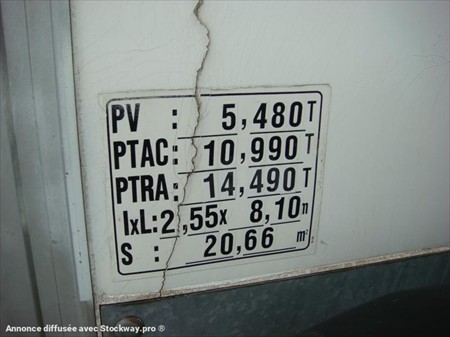 PV : 5,480T
PTAC: 10,990T
PTRA: 14,490T
lxL: 2,55x 8,10m
S : 20,66 m²
Annonce diffusée avec Stockway.pro ®